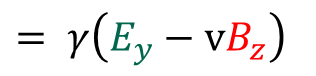 = γ(E_y − vB_z)